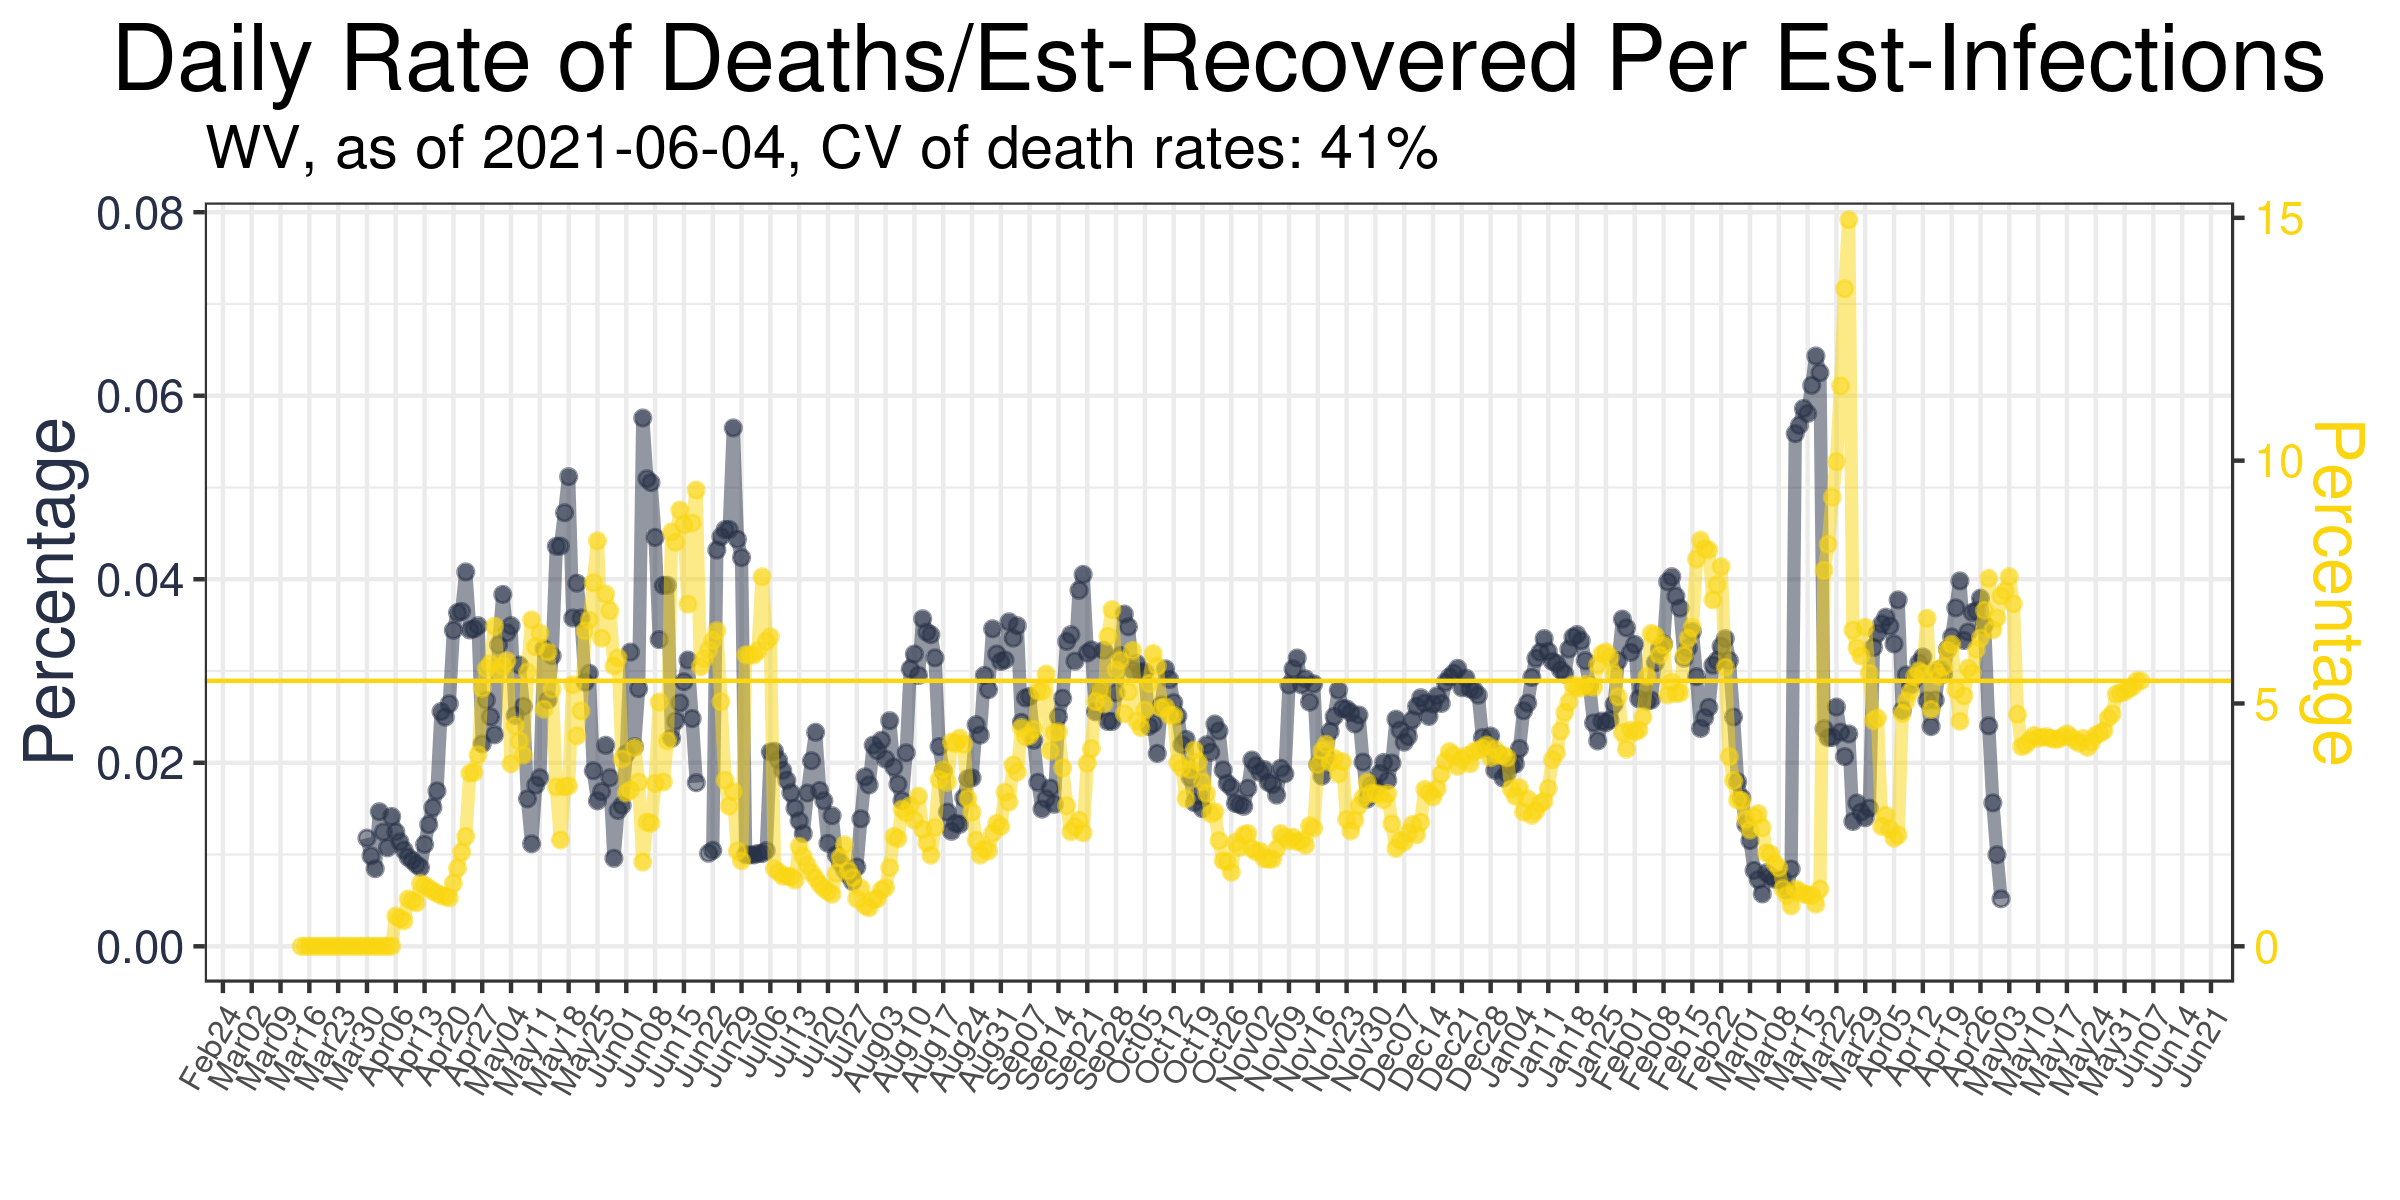 Daily Rate of Deaths/Est-Recovered Per Est-Infections
WV, as of 2021-06-04, CV of death rates: 41%
Percentage
0.08
0.06
0.04
0.02
0.00
15
10
5
0
Percentage
Feb24
Mar02
Mar09
Mar16
Mar23
Mar30
Apr06
Apr13
Apr20
Apr27
May04
May11
May18
May25
Jun01
Jun08
Jun15
Jun22
Jun29
Jul06
Jul13
Jul20
Jul27
Aug03
Aug10
Aug17
Aug24
Aug31
Sep07
Sep14
Sep21
Sep28
Oct05
Oct12
Oct19
Oct26
Nov02
Nov09
Nov16
Nov23
Nov30
Dec07
Dec14
Dec21
Dec28
Jan04
Jan11
Jan18
Jan25
Feb01
Feb08
Feb15
Feb22
Mar01
Mar08
Mar15
Mar22
Mar29
Apr05
Apr12
Apr19
Apr26
May03
May10
May17
May24
May31
Jun07
Jun14
Jun21